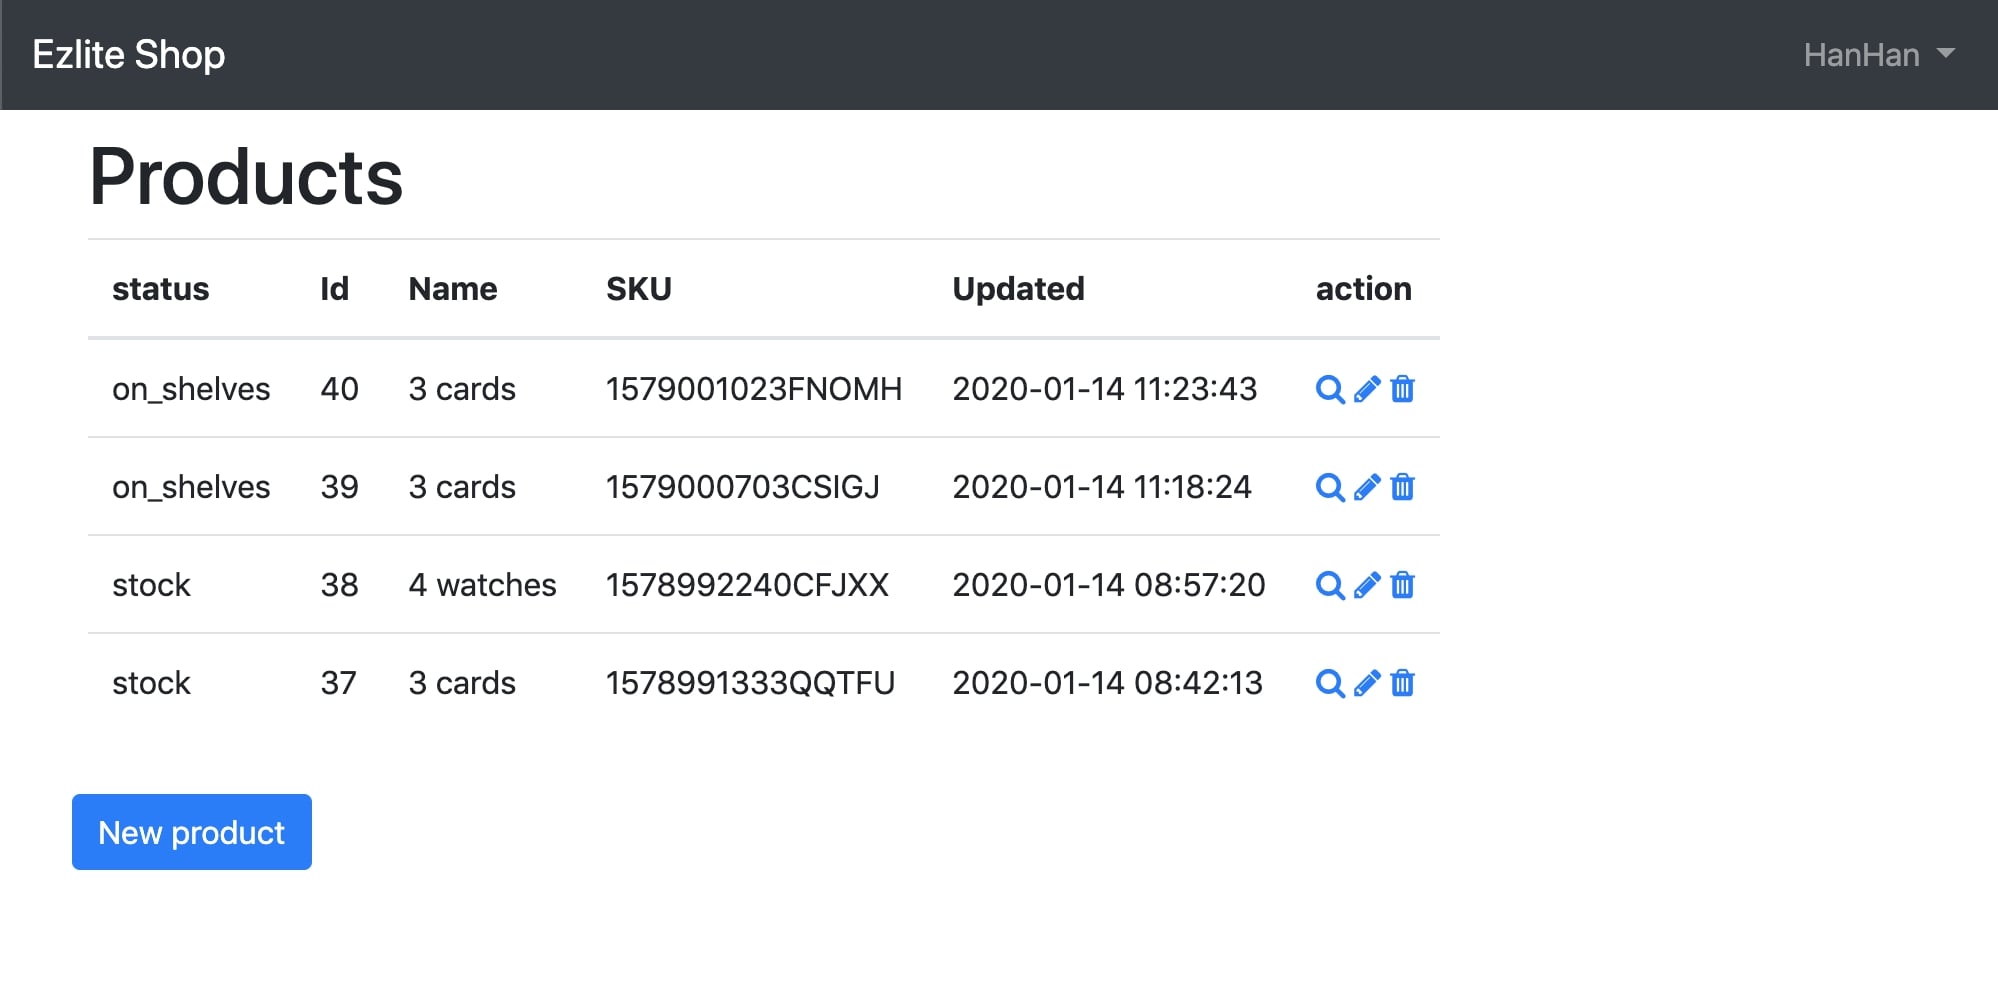 Ezlite Shop HanHan
Products
status Id Name SKU Updated action
on_shelves 40 3 cards 1579001023FNOMH 2020-01-14 11:23:43
on_shelves 39 3 cards 1579000703CSIGJ 2020-01-14 11:18:24
stock 38 4 watches 1578992240CFJXX 2020-01-14 08:57:20
stock 37 3 cards 1578991333QQTFU 2020-01-14 08:42:13
New product